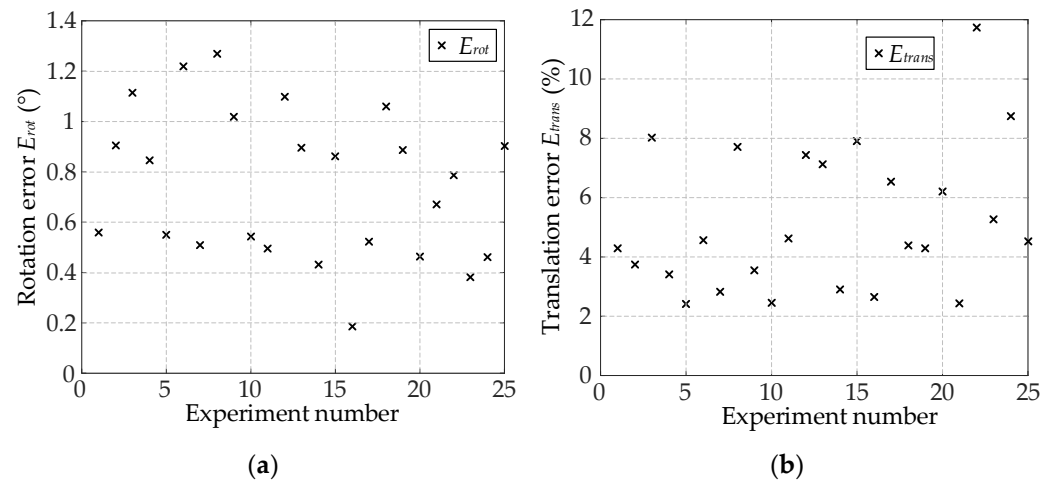 1.4
1.2
1
0.8
0.6
0.4
0.2
0
Rotation error Erot (°)
Erot
0 5 10 15 20 25
Experiment number
(a)
12
10
8
6
4
2
0
Translation error Etrans (%)
Etrans
0 5 10 15 20 25
Experiment number
(b)